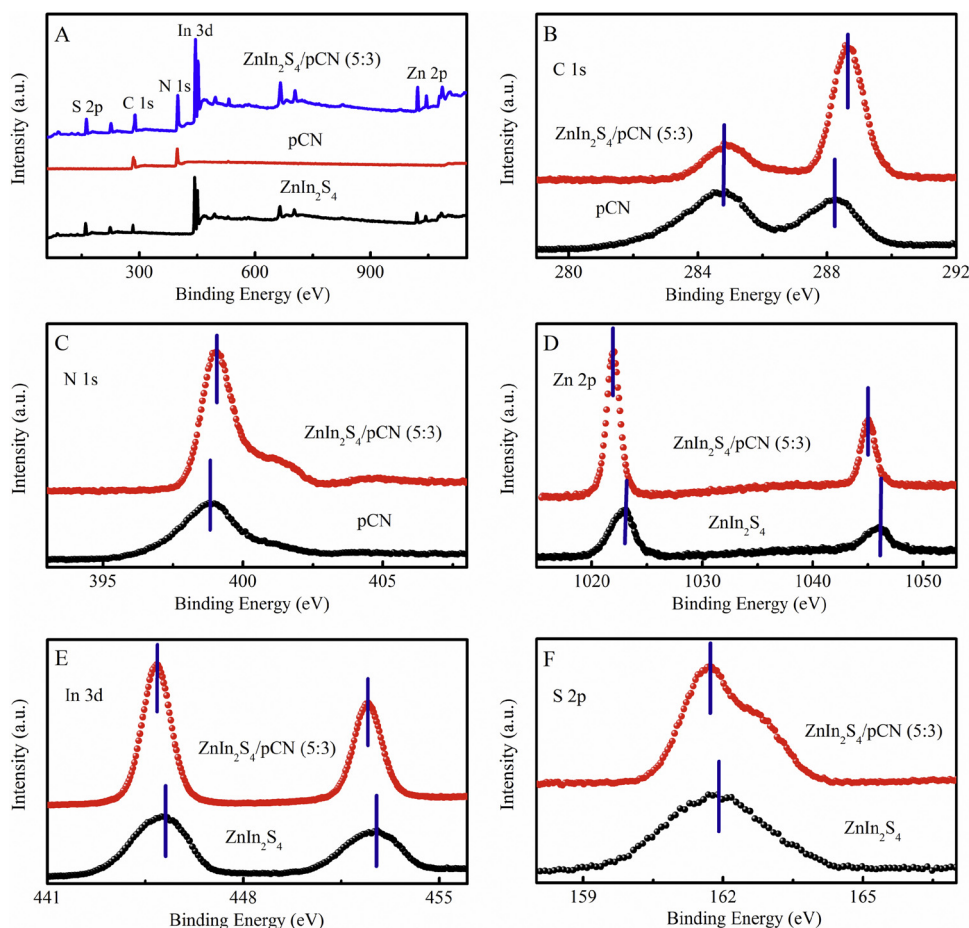 A
In 3d
ZnIn₂S₄/pCN (5:3)
Zn 2p
N 1s
C 1s
S 2p
pCN
ZnIn₂S₄
Intensity (a.u.)
300 600 900
Binding Energy (eV)
B
C 1s
ZnIn₂S₄/pCN (5:3)
pCN
Intensity (a.u.)
280 284 288 292
Binding Energy (eV)
C
N 1s
ZnIn₂S₄/pCN (5:3)
pCN
Intensity (a.u.)
395 400 405
Binding Energy (eV)
D
Zn 2p
ZnIn₂S₄/pCN (5:3)
ZnIn₂S₄
Intensity (a.u.)
1020 1030 1040 1050
Binding Energy (eV)
E
In 3d
ZnIn₂S₄/pCN (5:3)
ZnIn₂S₄
Intensity (a.u.)
441 448 455
Binding Energy (eV)
F
S 2p
ZnIn₂S₄/pCN (5:3)
ZnIn₂S₄
Intensity (a.u.)
159 162 165
Binding Energy (eV)